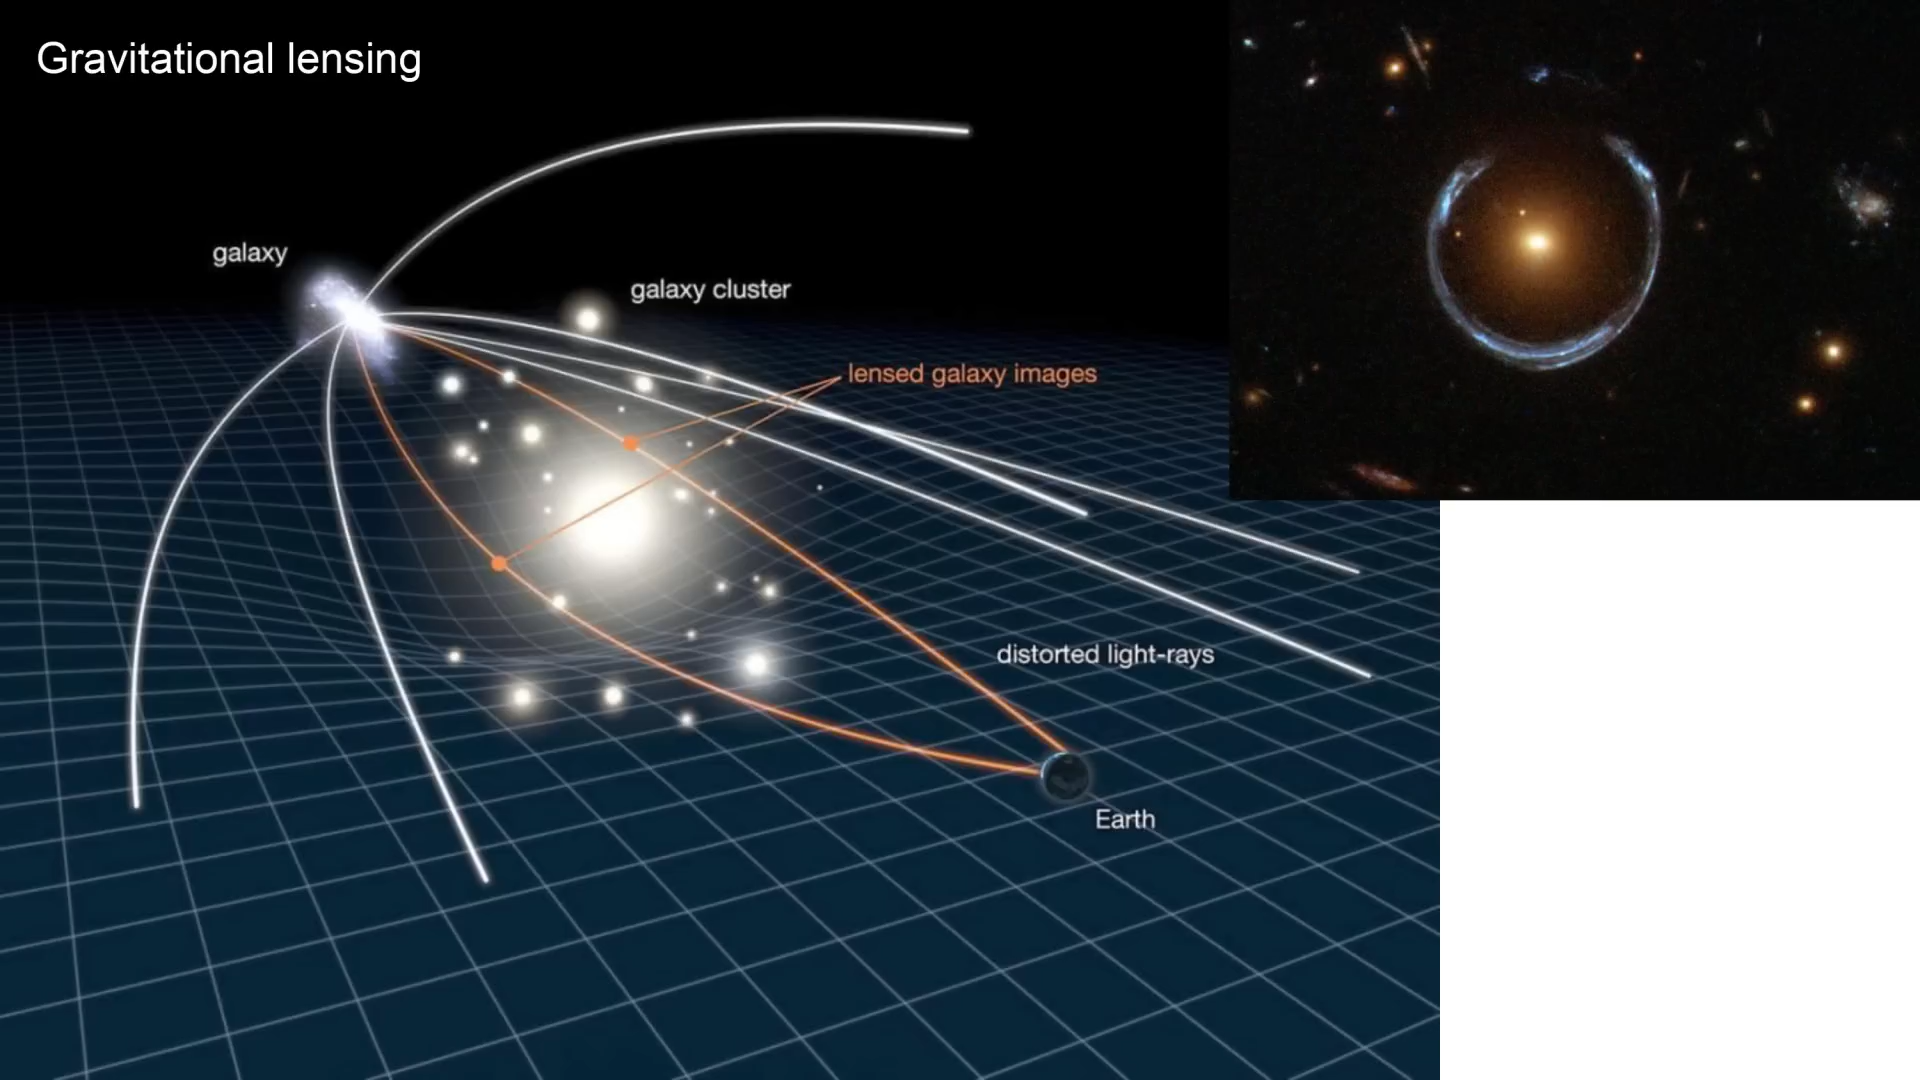 Gravitational lensing
galaxy
galaxy cluster
lensed galaxy images
distorted light-rays
Earth